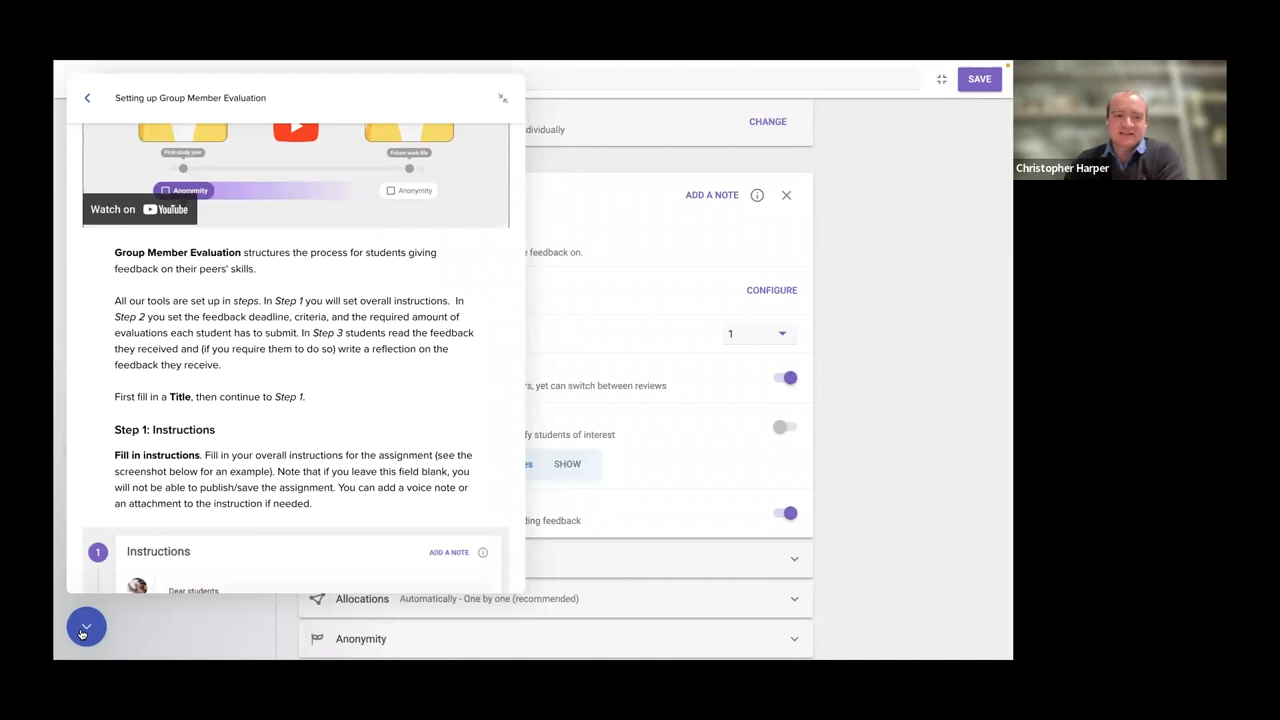 Setting up Group Member Evaluation
SAVE
dividually
CHANGE
First study year
Future work life
Anonymity
Anonymity
Watch on YouTube
ADD A NOTE
e feedback on.
CONFIGURE
1
rs, yet can switch between reviews
fy students of interest
es SHOW
ding feedback
Group Member Evaluation structures the process for students giving
feedback on their peers' skills.
All our tools are set up in steps. In Step 1 you will set overall instructions. In
Step 2 you set the feedback deadline, criteria, and the required amount of
evaluations each student has to submit. In Step 3 students read the feedback
they received and (if you require them to do so) write a reflection on the
feedback they receive.
First fill in a Title, then continue to Step 1.
Step 1: Instructions
Fill in instructions. Fill in your overall instructions for the assignment (see the
screenshot below for an example). Note that if you leave this field blank, you
will not be able to publish/save the assignment. You can add a voice note or
an attachment to the instruction if needed.
1 Instructions ADD A NOTE
Dear students
Allocations Automatically - One by one (recommended)
Anonymity
Christopher Harper